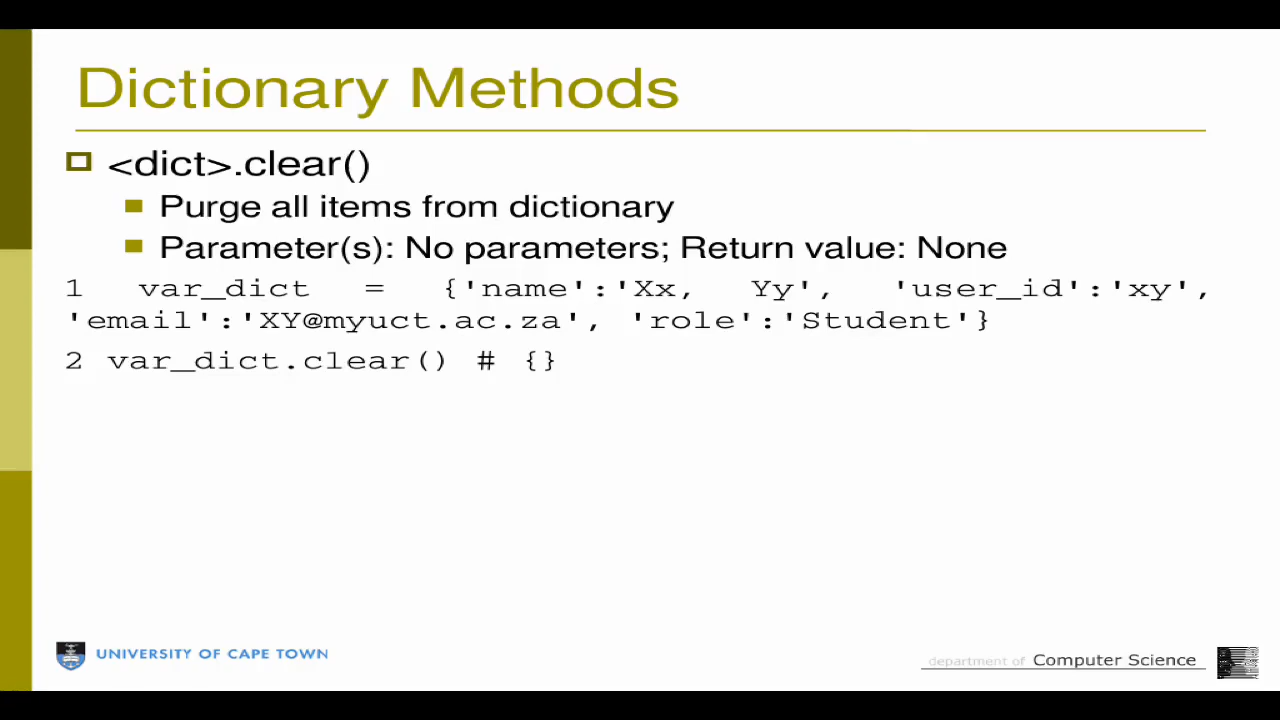 Dictionary Methods
<dict>.clear()
Purge all items from dictionary
Parameter(s): No parameters; Return value: None
1 var_dict = {'name':'Xx, Yy', 'user_id':'xy',
'email':'XY@myuct.ac.za', 'role':'Student'}
2 var_dict.clear() # {}
UNIVERSITY OF CAPE TOWN
department of Computer Science